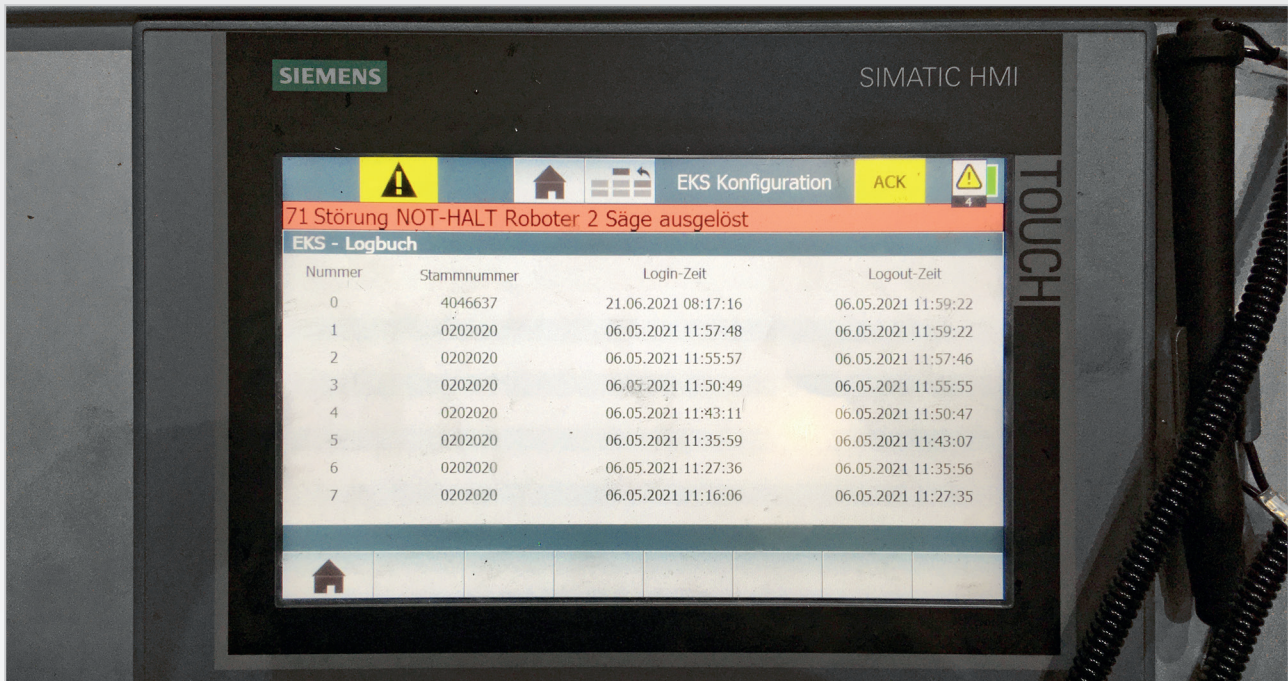 SIEMENS
SIMATIC HMI
TOUCH
EKS Konfiguration ACK
4
71 Störung NOT-HALT Roboter 2 Säge ausgelöst
EKS - Logbuch
Nummer Stammnummer Login-Zeit Logout-Zeit
0 4046637 21.06.2021 08:17:16 06.05.2021 11:59:22
1 0202020 06.05.2021 11:57:48 06.05.2021 11:59:22
2 0202020 06.05.2021 11:55:57 06.05.2021 11:57:46
3 0202020 06.05.2021 11:50:49 06.05.2021 11:55:55
4 0202020 06.05.2021 11:43:11 06.05.2021 11:50:47
5 0202020 06.05.2021 11:35:59 06.05.2021 11:43:07
6 0202020 06.05.2021 11:27:36 06.05.2021 11:35:56
7 0202020 06.05.2021 11:16:06 06.05.2021 11:27:35